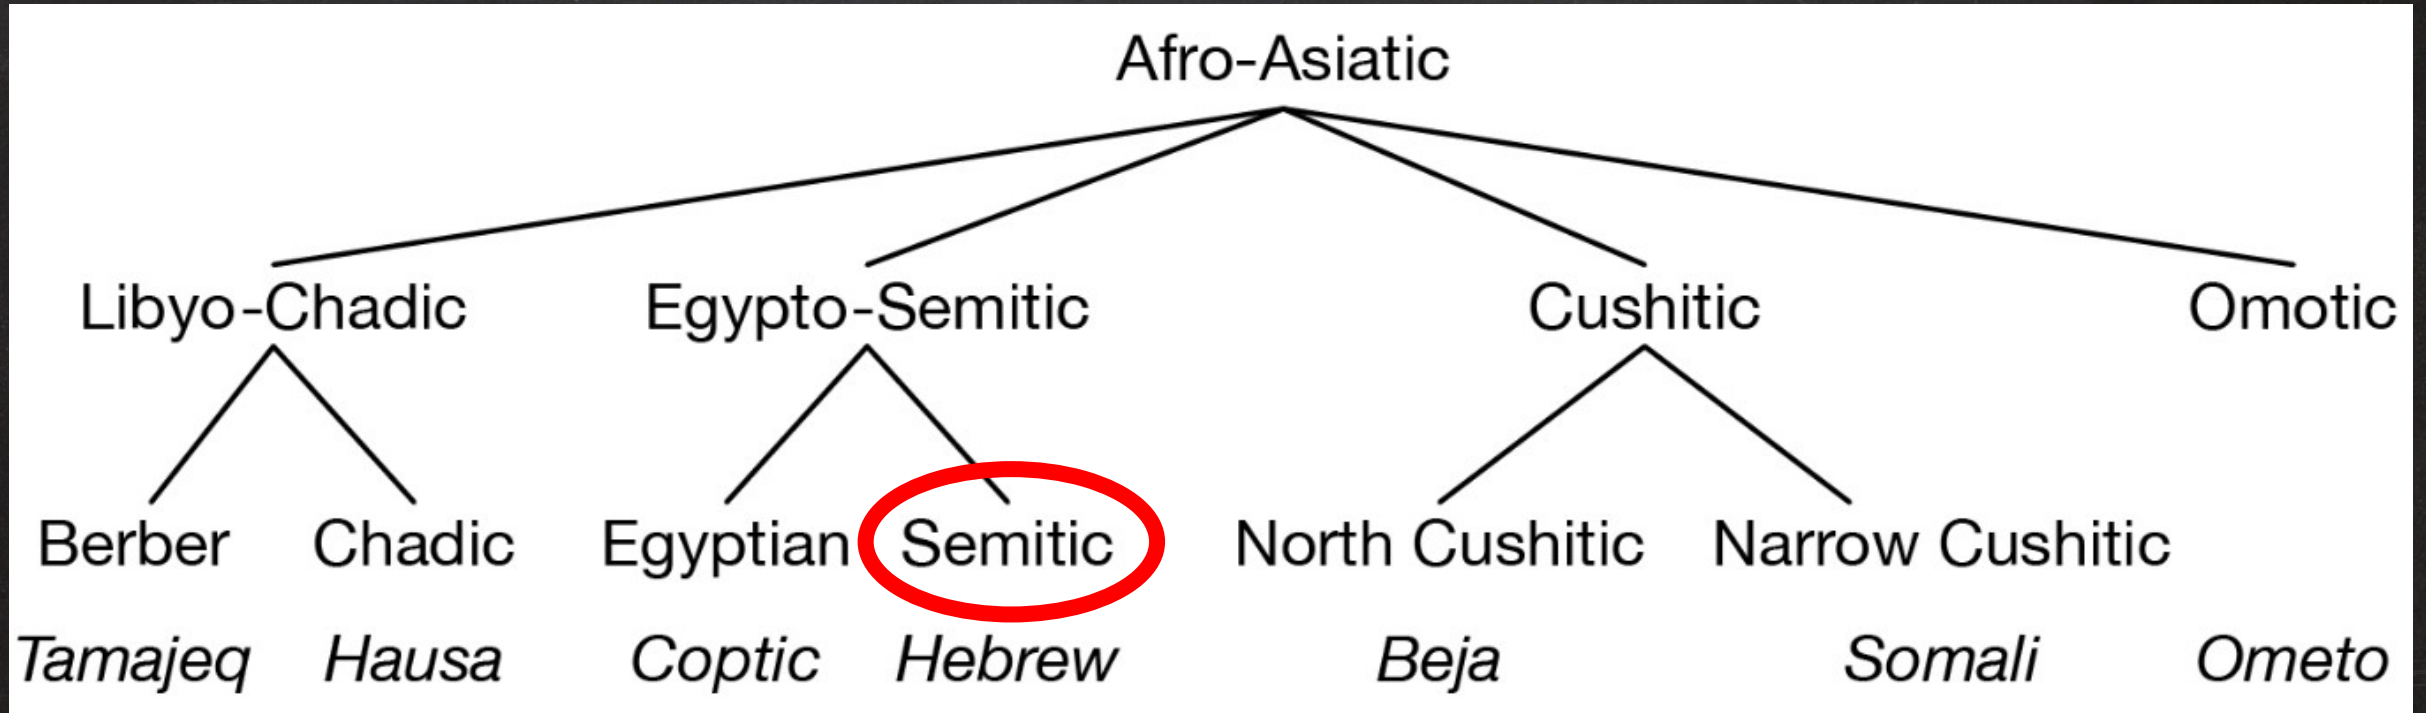 Afro-Asiatic
Libyo-Chadic Egypto-Semitic Cushitic Omotic
Berber Chadic Egyptian Semitic North Cushitic Narrow Cushitic
Tamajeq Hausa Coptic Hebrew Beja Somali Ometo